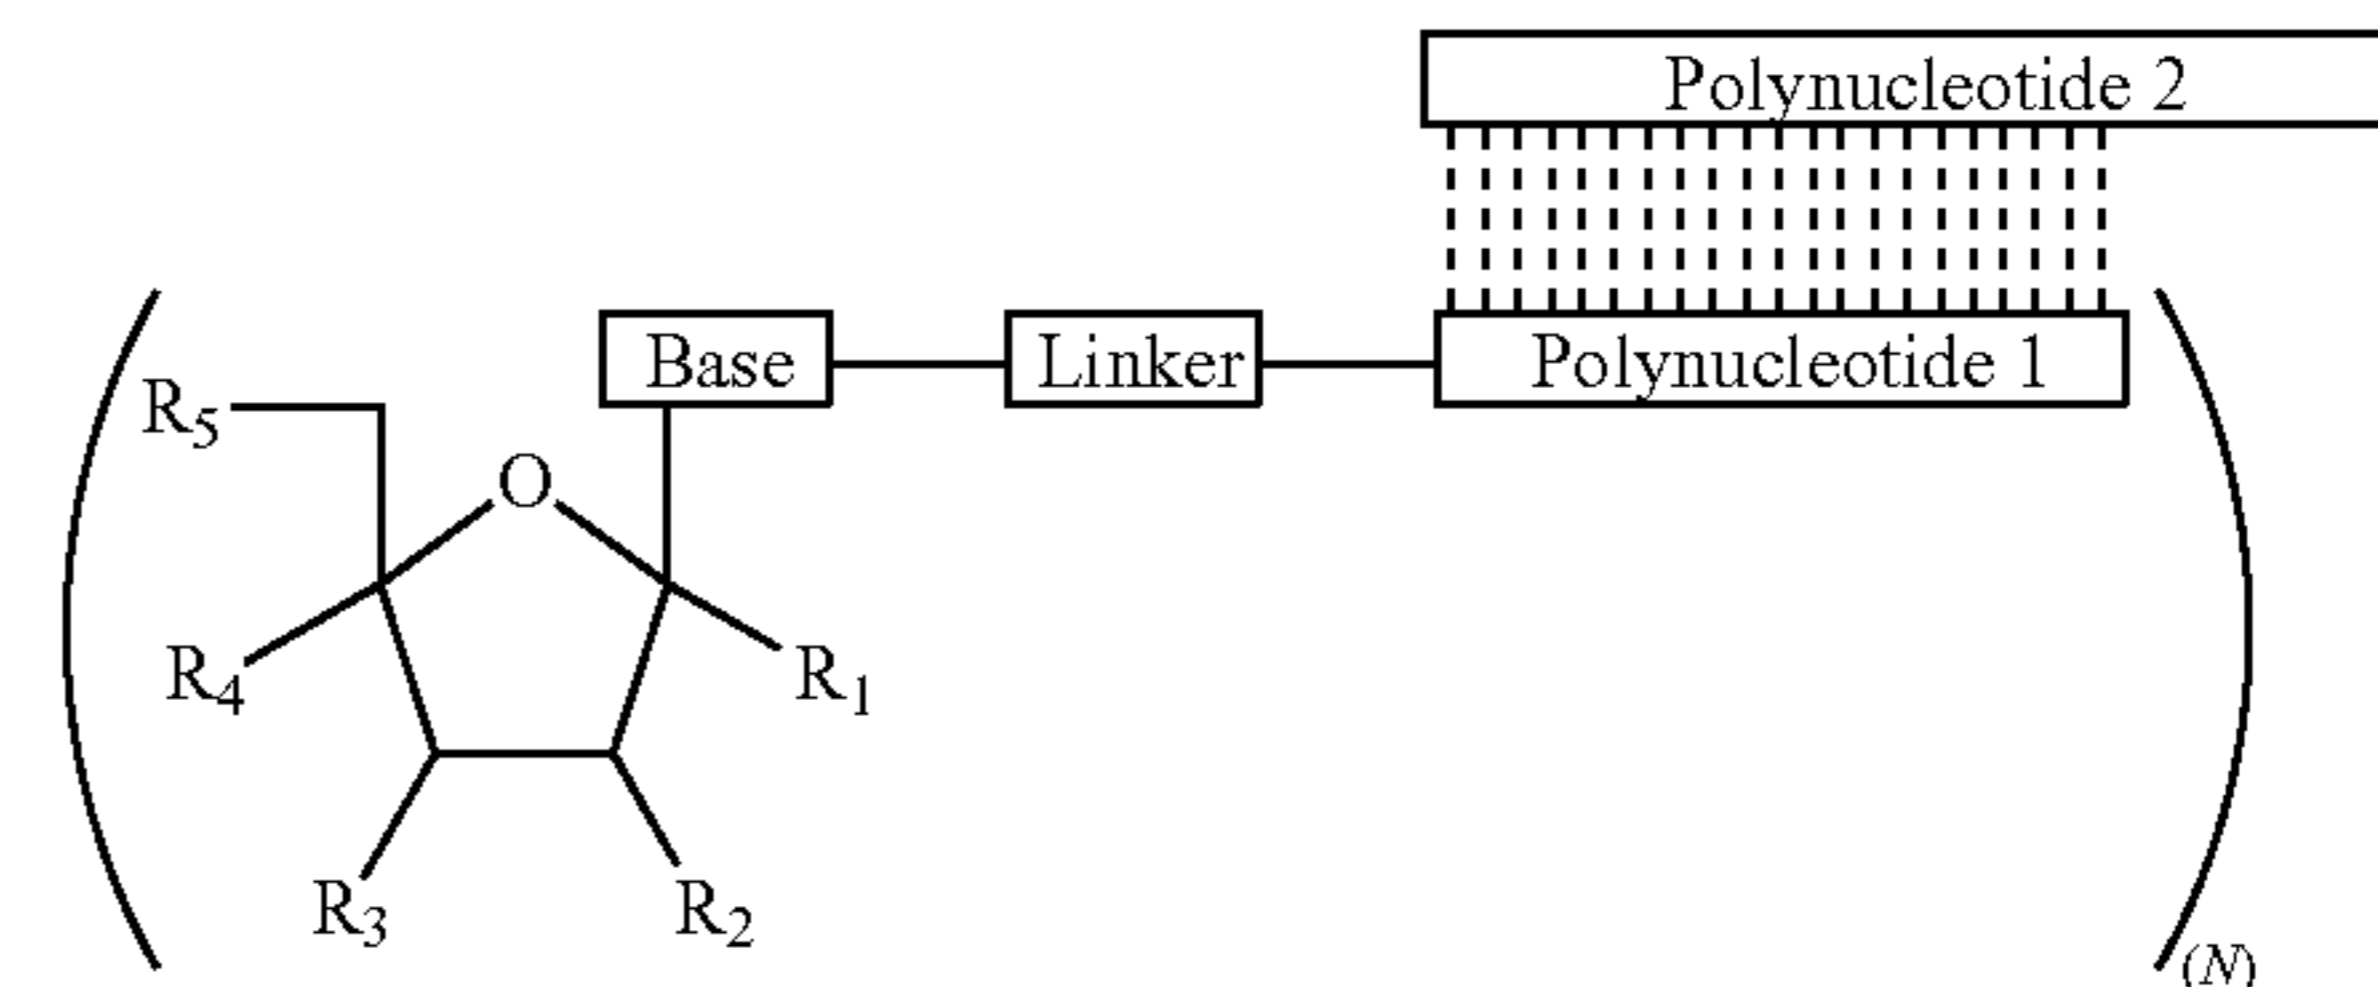 Polynucleotide 2
Base
Linker
Polynucleotide 1
R5
O
R4
R1
R3
R2
(N)